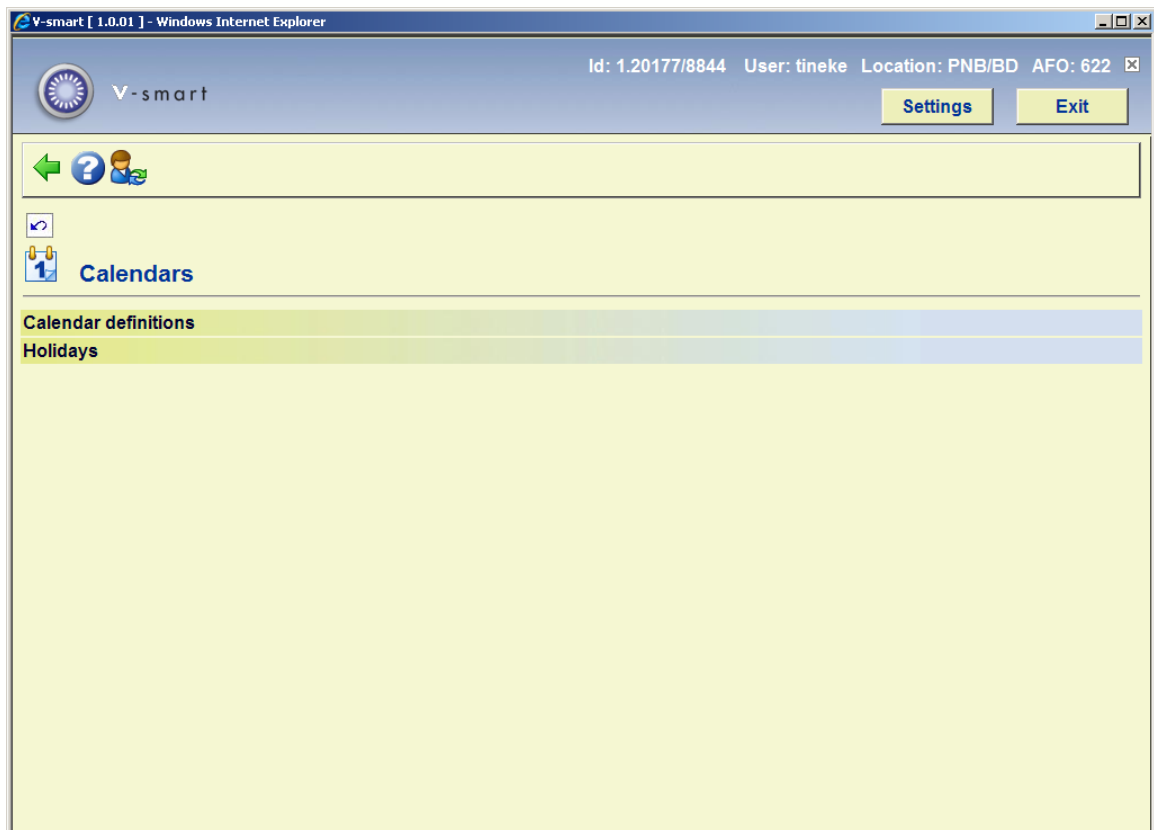 V-smart [ 1.0.01 ] - Windows Internet Explorer
Id: 1.20177/8844 User: tineke Location: PNB/BD AFO: 622
V-smart
Settings Exit
1
Calendars
Calendar definitions
Holidays